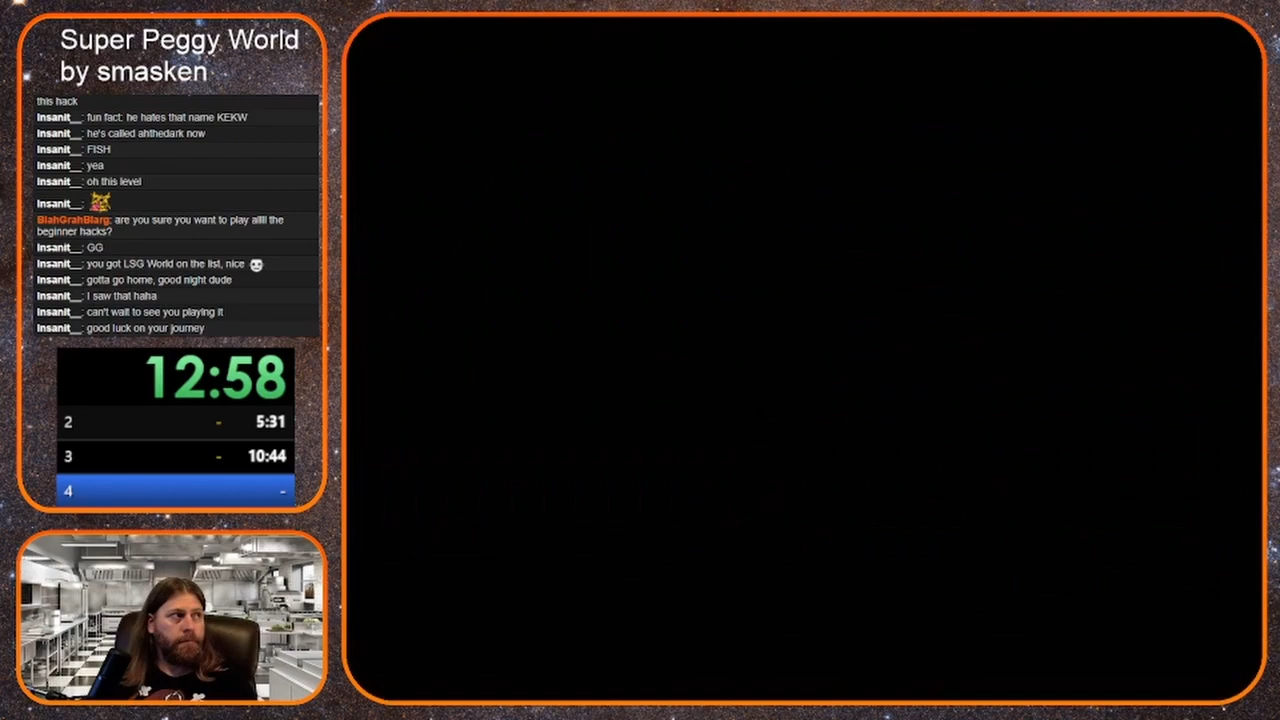 Super Peggy World
by smasken
this hack
Insanit__: fun fact: he hates that name KEKW
Insanit__: he's called ahthedark now
Insanit__: FISH
Insanit__: yea
Insanit__: oh this level
Insanit__:
BlahGrahBlarg: are you sure you want to play allll the
beginner hacks?
Insanit__: GG
Insanit__: you got LSG World on the list, nice
Insanit__: gotta go home, good night dude
Insanit__: I saw that haha
Insanit__: can't wait to see you playing it
Insanit__: good luck on your journey
12:58
2 - 5:31
3 - 10:44
4 -